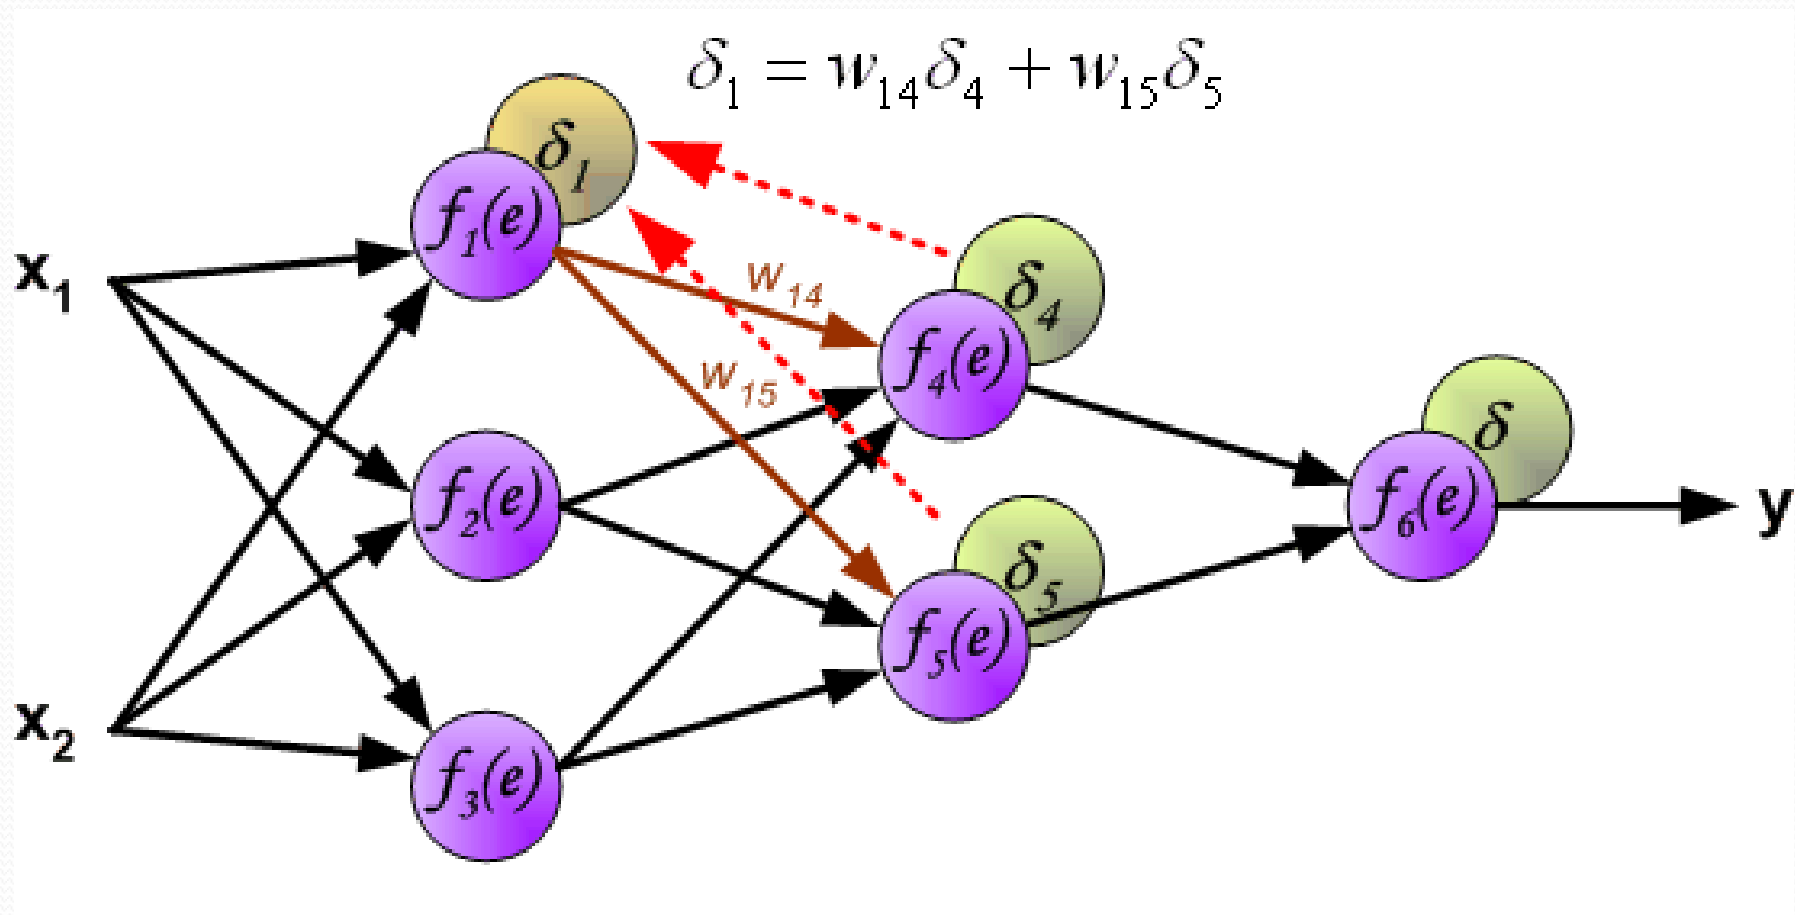 δ₁ = w₁₄δ₄ + w₁₅δ₅
δ₁
f₁(e)
x₁
w₁₄
δ₄
f₄(e)
w₁₅
δ
f₂(e)
f₆(e)
y
δ₅
f₅(e)
x₂
f₃(e)